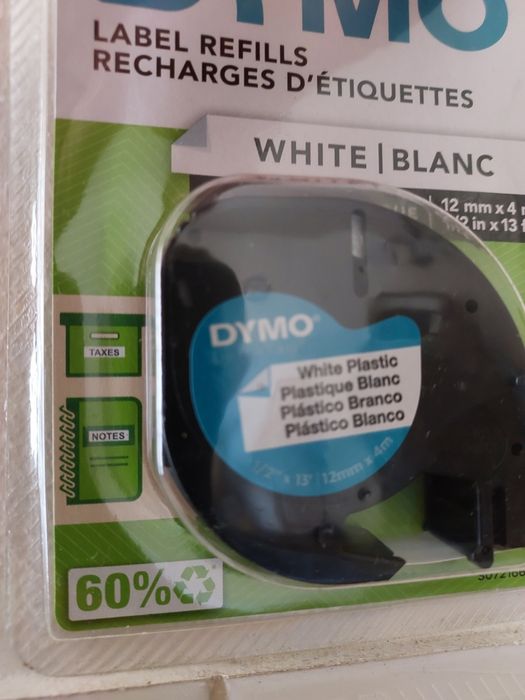 DYMO
LABEL REFILLS
RECHARGES D'ÉTIQUETTES
WHITE | BLANC
12 mm x 4
1/2 in x 13
DYMO
White Plastic
Plastique Blanc
Plástico Branco
Plástico Blanco
1/2" x 13' | 12mm x 4m
TAXES
NOTES
60%